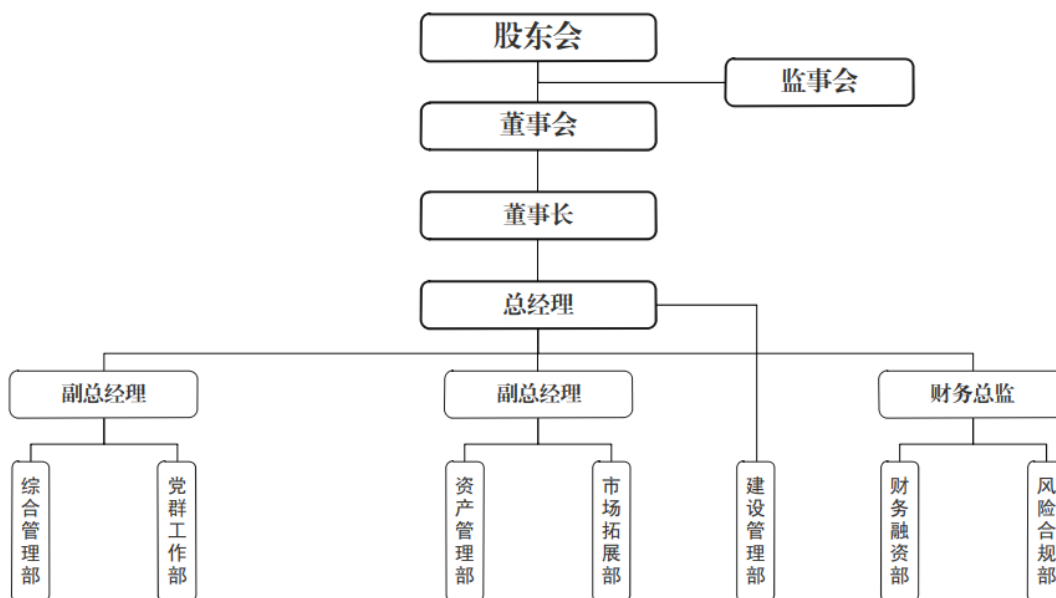 股东会
监事会
董事会
董事长
总经理
副总经理
副总经理
财务总监
综合管理部
党群工作部
资产管理部
市场拓展部
建设管理部
财务融资部
风险合规部